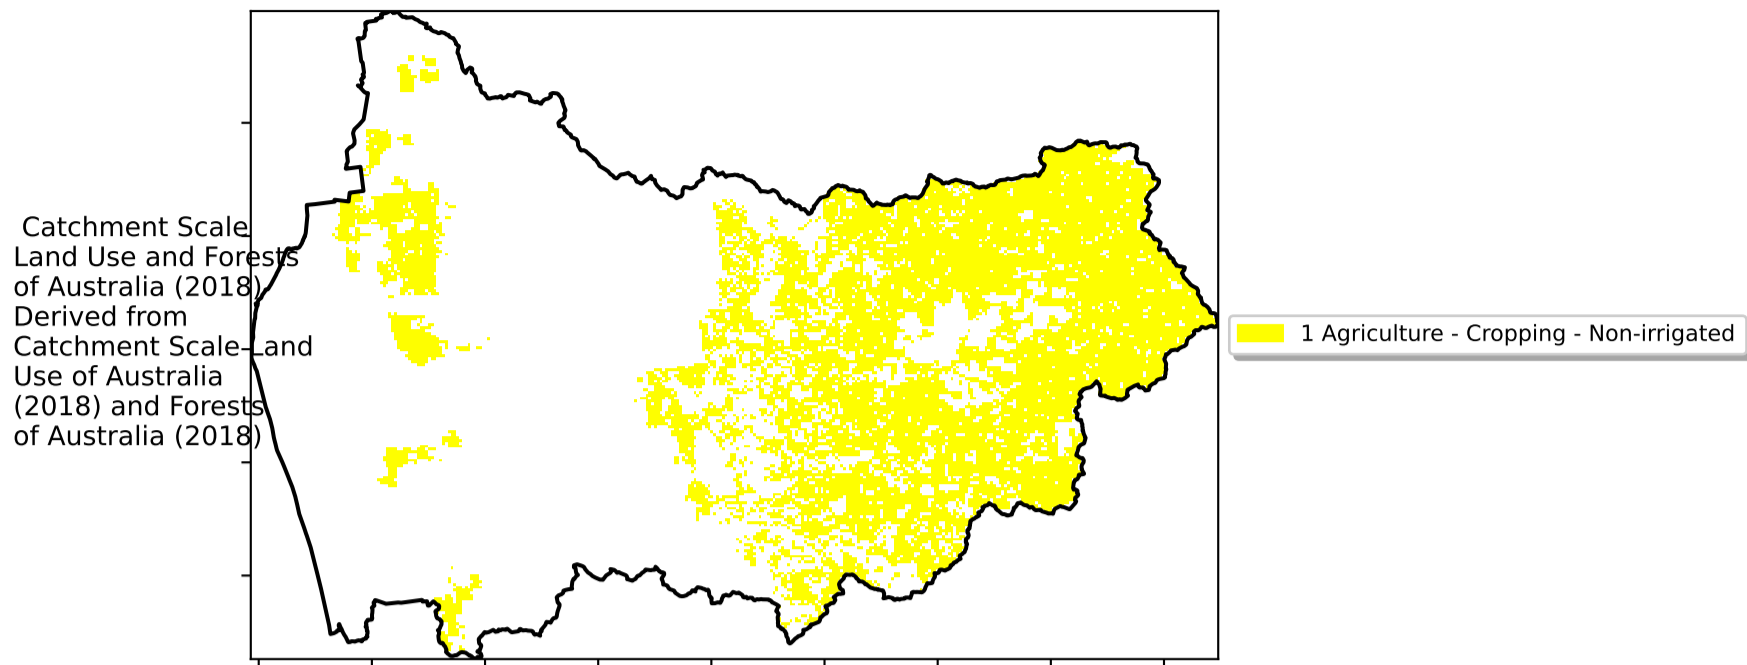 Catchment Scale
Land Use and Forests
of Australia (2018)
Derived from
Catchment Scale Land
Use of Australia
(2018) and Forests
of Australia (2018)
1 Agriculture - Cropping - Non-irrigated